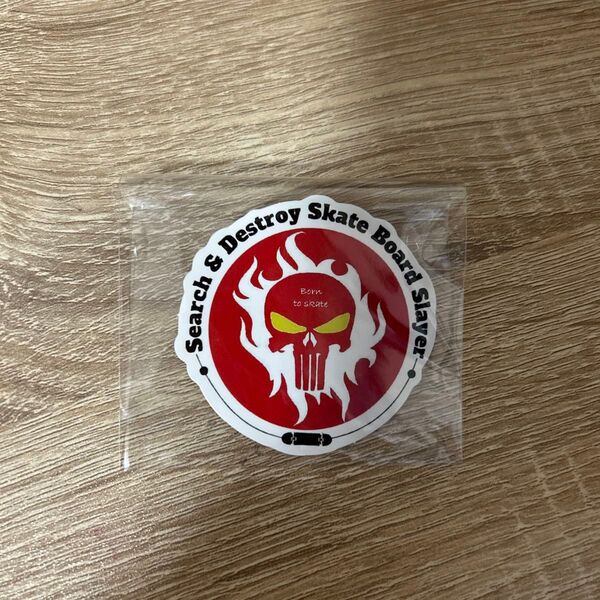 Search & Destroy Skate Board Slayer
Born
to skate